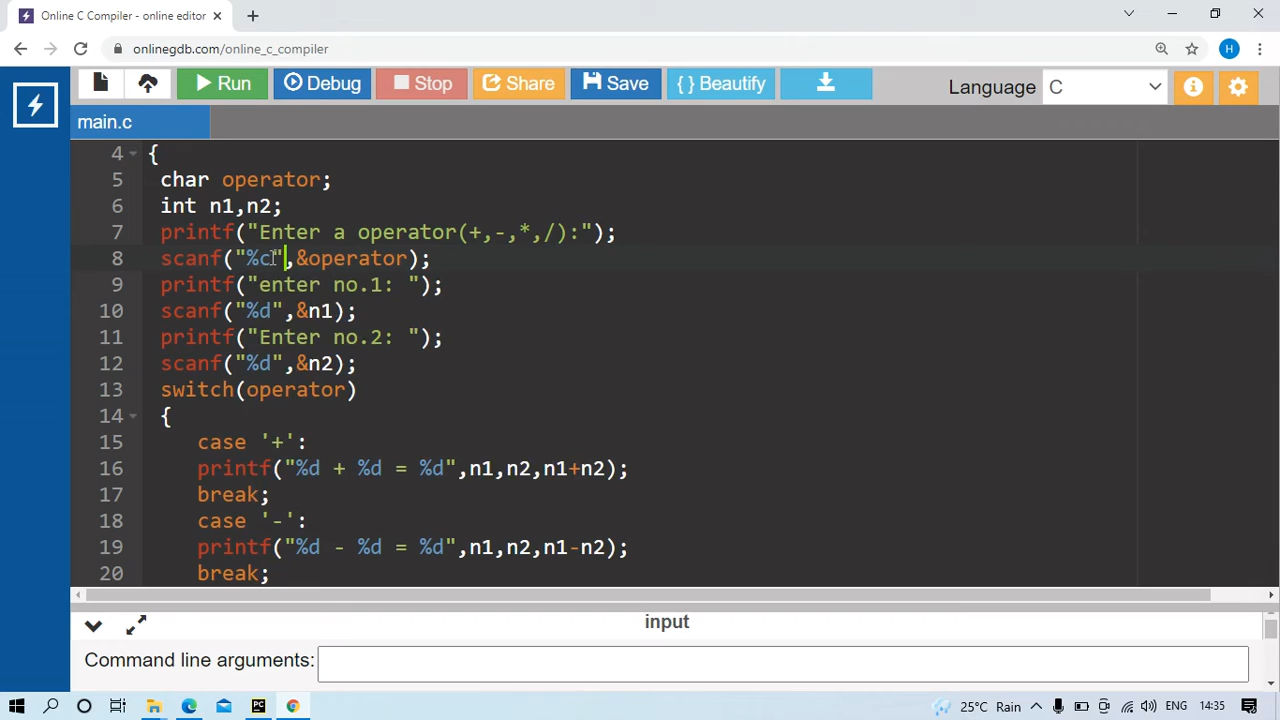 Online C Compiler - online editor
onlinegdb.com/online_c_compiler
H
Run Debug Stop Share Save { } Beautify Language C
main.c
4 {
5 char operator;
6 int n1,n2;
7 printf("Enter a operator(+,-,*,/):");
8 scanf("%c",&operator);
9 printf("enter no.1: ");
10 scanf("%d",&n1);
11 printf("Enter no.2: ");
12 scanf("%d",&n2);
13 switch(operator)
14 {
15 case '+':
16 printf("%d + %d = %d",n1,n2,n1+n2);
17 break;
18 case '-':
19 printf("%d - %d = %d",n1,n2,n1-n2);
20 break;
input
Command line arguments:
PC 25°C Rain ENG 14:35